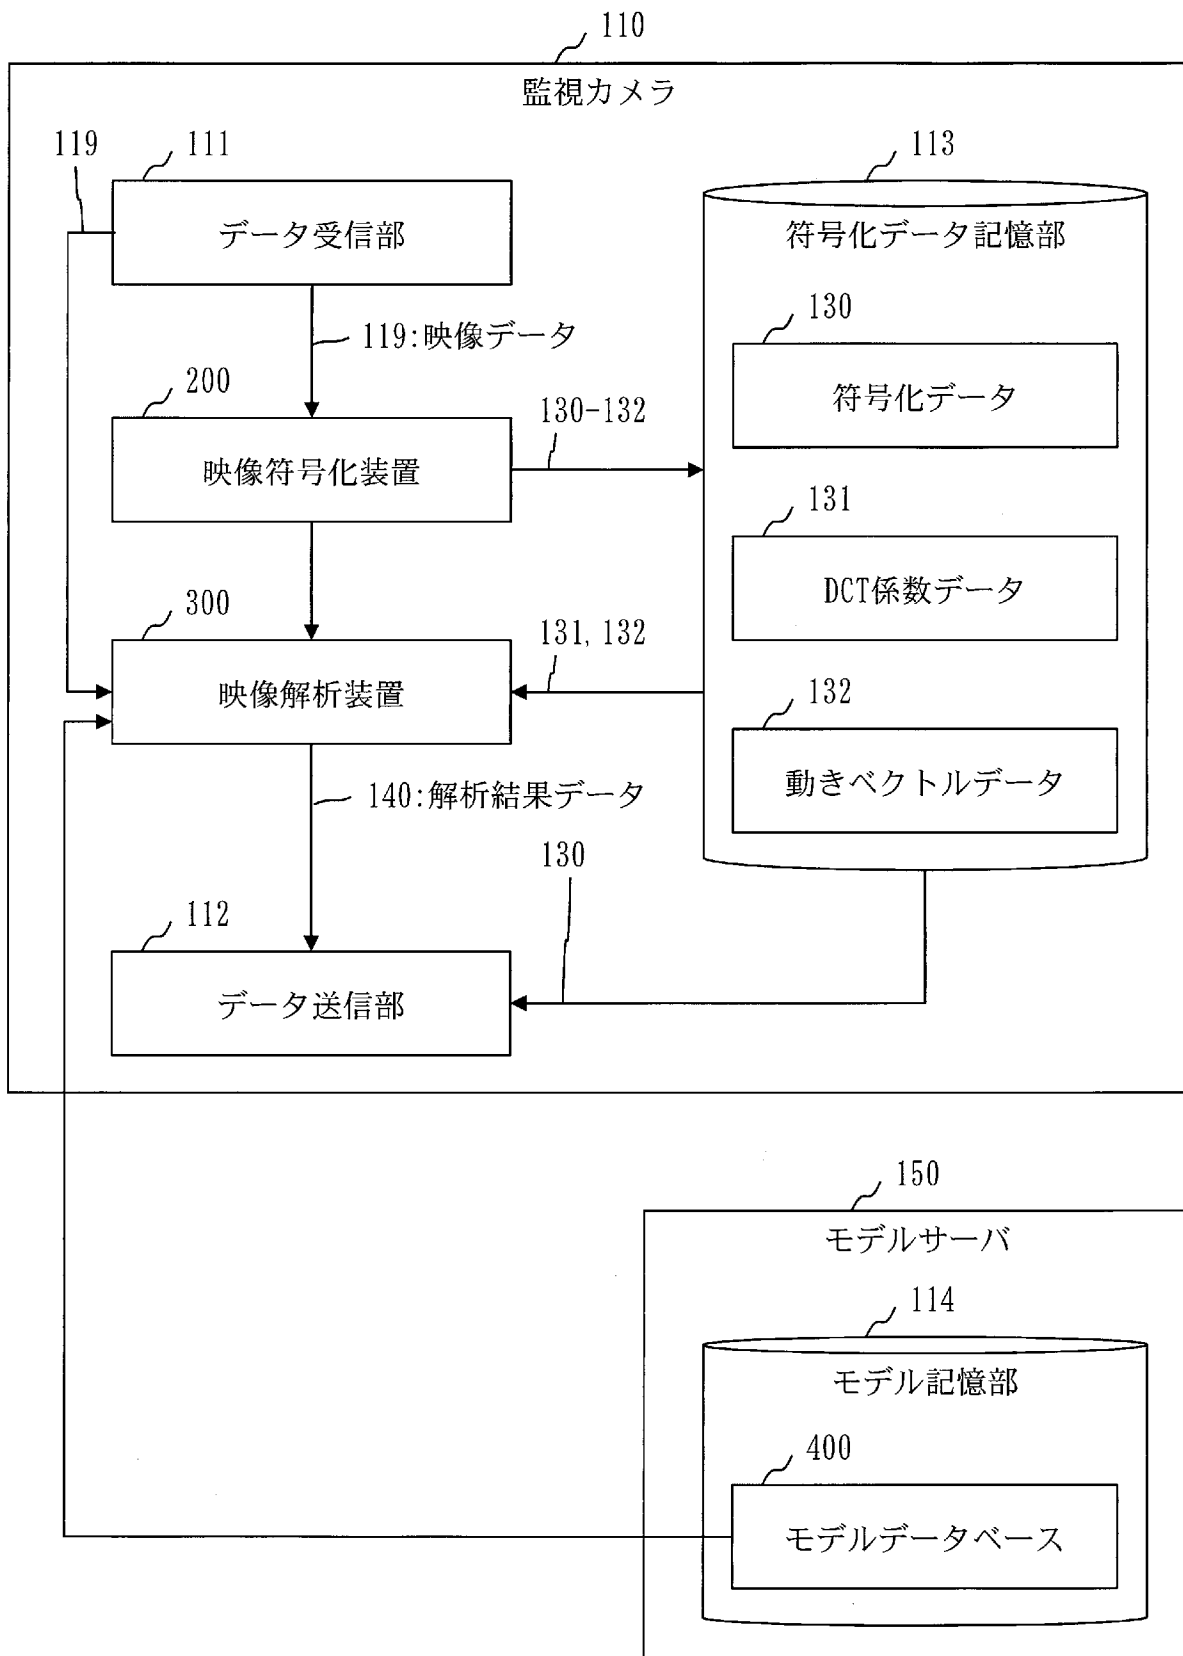 110
監視カメラ
119
111
データ受信部
113
符号化データ記憶部
119:映像データ
130
符号化データ
200
映像符号化装置
130-132
131
DCT係数データ
300
映像解析装置
131, 132
132
動きベクトルデータ
140:解析結果データ
130
112
データ送信部
150
モデルサーバ
114
モデル記憶部
400
モデルデータベース